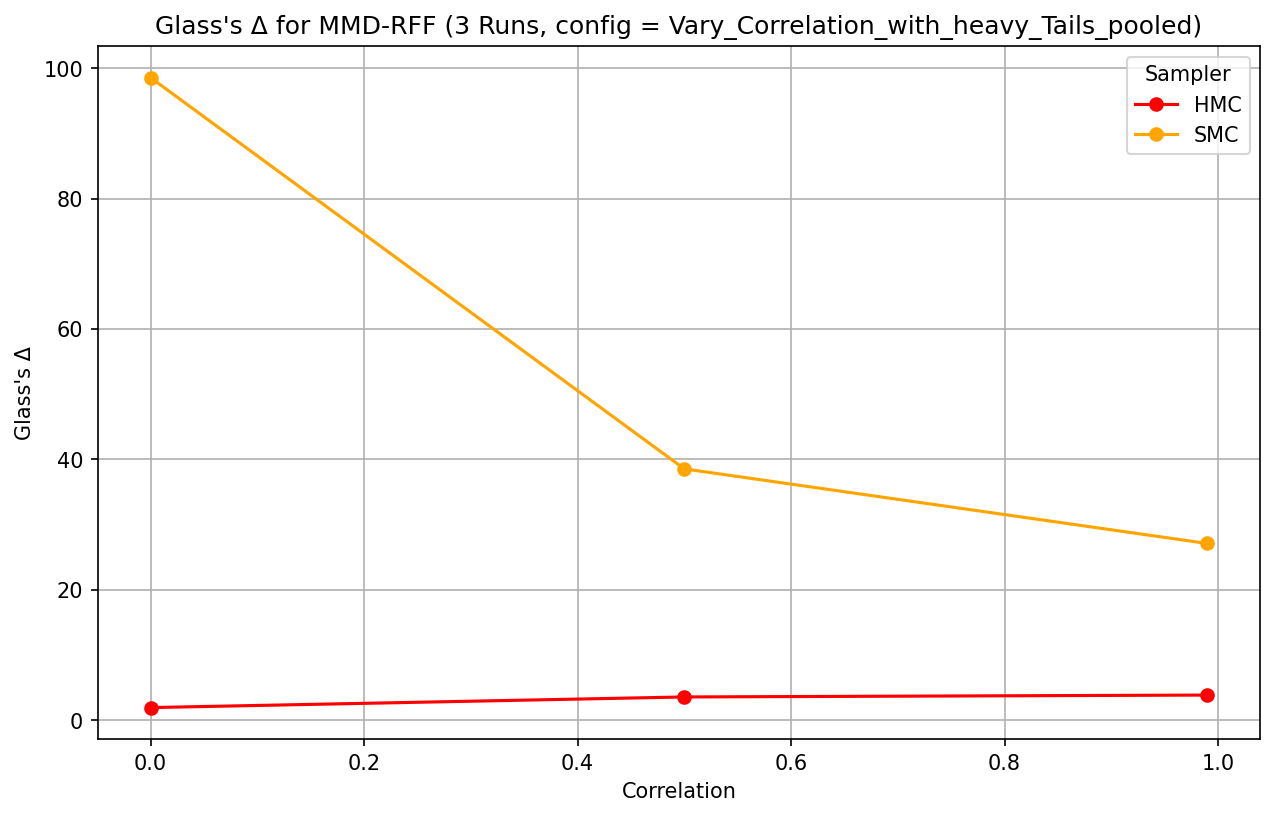 Glass's Δ for MMD-RFF (3 Runs, config = Vary_Correlation_with_heavy_Tails_pooled)
Sampler
HMC
SMC
100
80
60
40
20
0
Glass's Δ
0.0 0.2 0.4 0.6 0.8 1.0
Correlation